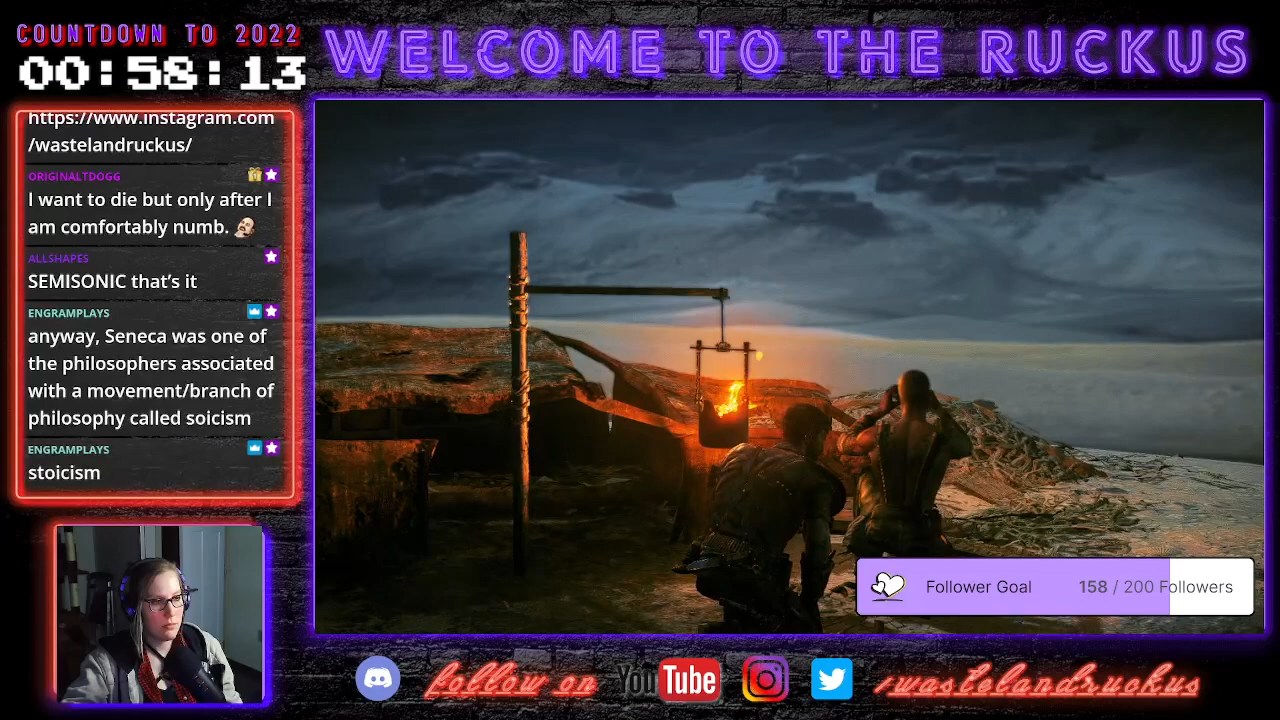 COUNTDOWN TO 2022
00:58:13
WELCOME TO THE RUCKUS
https://www.instagram.com
/wastelandruckus/
ORIGINALTDOGG
I want to die but only after I
am comfortably numb.
ALLSHAPES
SEMISONIC that's it
ENGRAMPLAYS
anyway, Seneca was one of
the philosophers associated
with a movement/branch of
philosophy called soicism
ENGRAMPLAYS
stoicism
Follower Goal 158 / 200 Followers
follow on YouTube /wastelandruckus